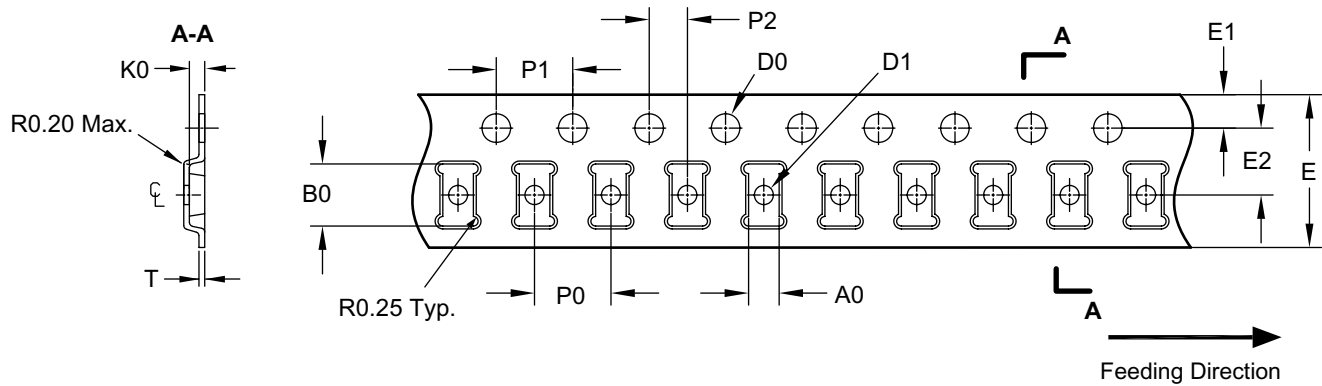 A-A
K0
R0.20 Max.
℄
B0
T
R0.25 Typ.
P1
P2
D0
D1
A
E1
E2
E
P0
A0
A
Feeding Direction